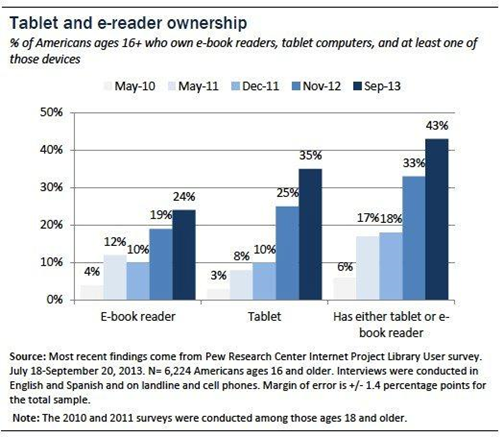 Tablet and e-reader ownership
% of Americans ages 16+ who own e-book readers, tablet computers, and at least one of
those devices
May-10 May-11 Dec-11 Nov-12 Sep-13
50%
40%
30%
20%
10%
0%
4% 12% 10% 19% 24%
3% 8% 10% 25% 35%
6% 17% 18% 33% 43%
E-book reader
Tablet
Has either tablet or e-
book reader
Source: Most recent findings come from Pew Research Center Internet Project Library User survey.
July 18-September 20, 2013. N= 6,224 Americans ages 16 and older. Interviews were conducted in
English and Spanish and on landline and cell phones. Margin of error is +/- 1.4 percentage points for
the total sample.
Note: The 2010 and 2011 surveys were conducted among those ages 18 and older.